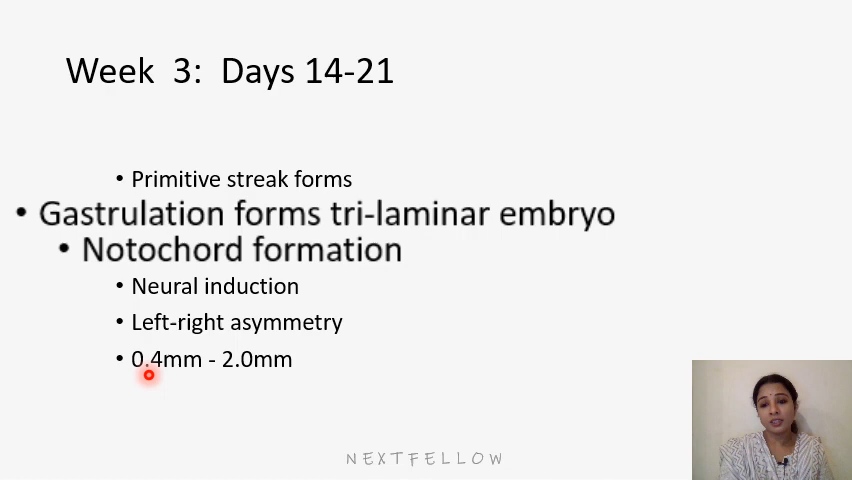 Week 3: Days 14-21
• Primitive streak forms
• Gastrulation forms tri-laminar embryo
• Notochord formation
• Neural induction
• Left-right asymmetry
• 0.4mm - 2.0mm
NEXTFELLOW